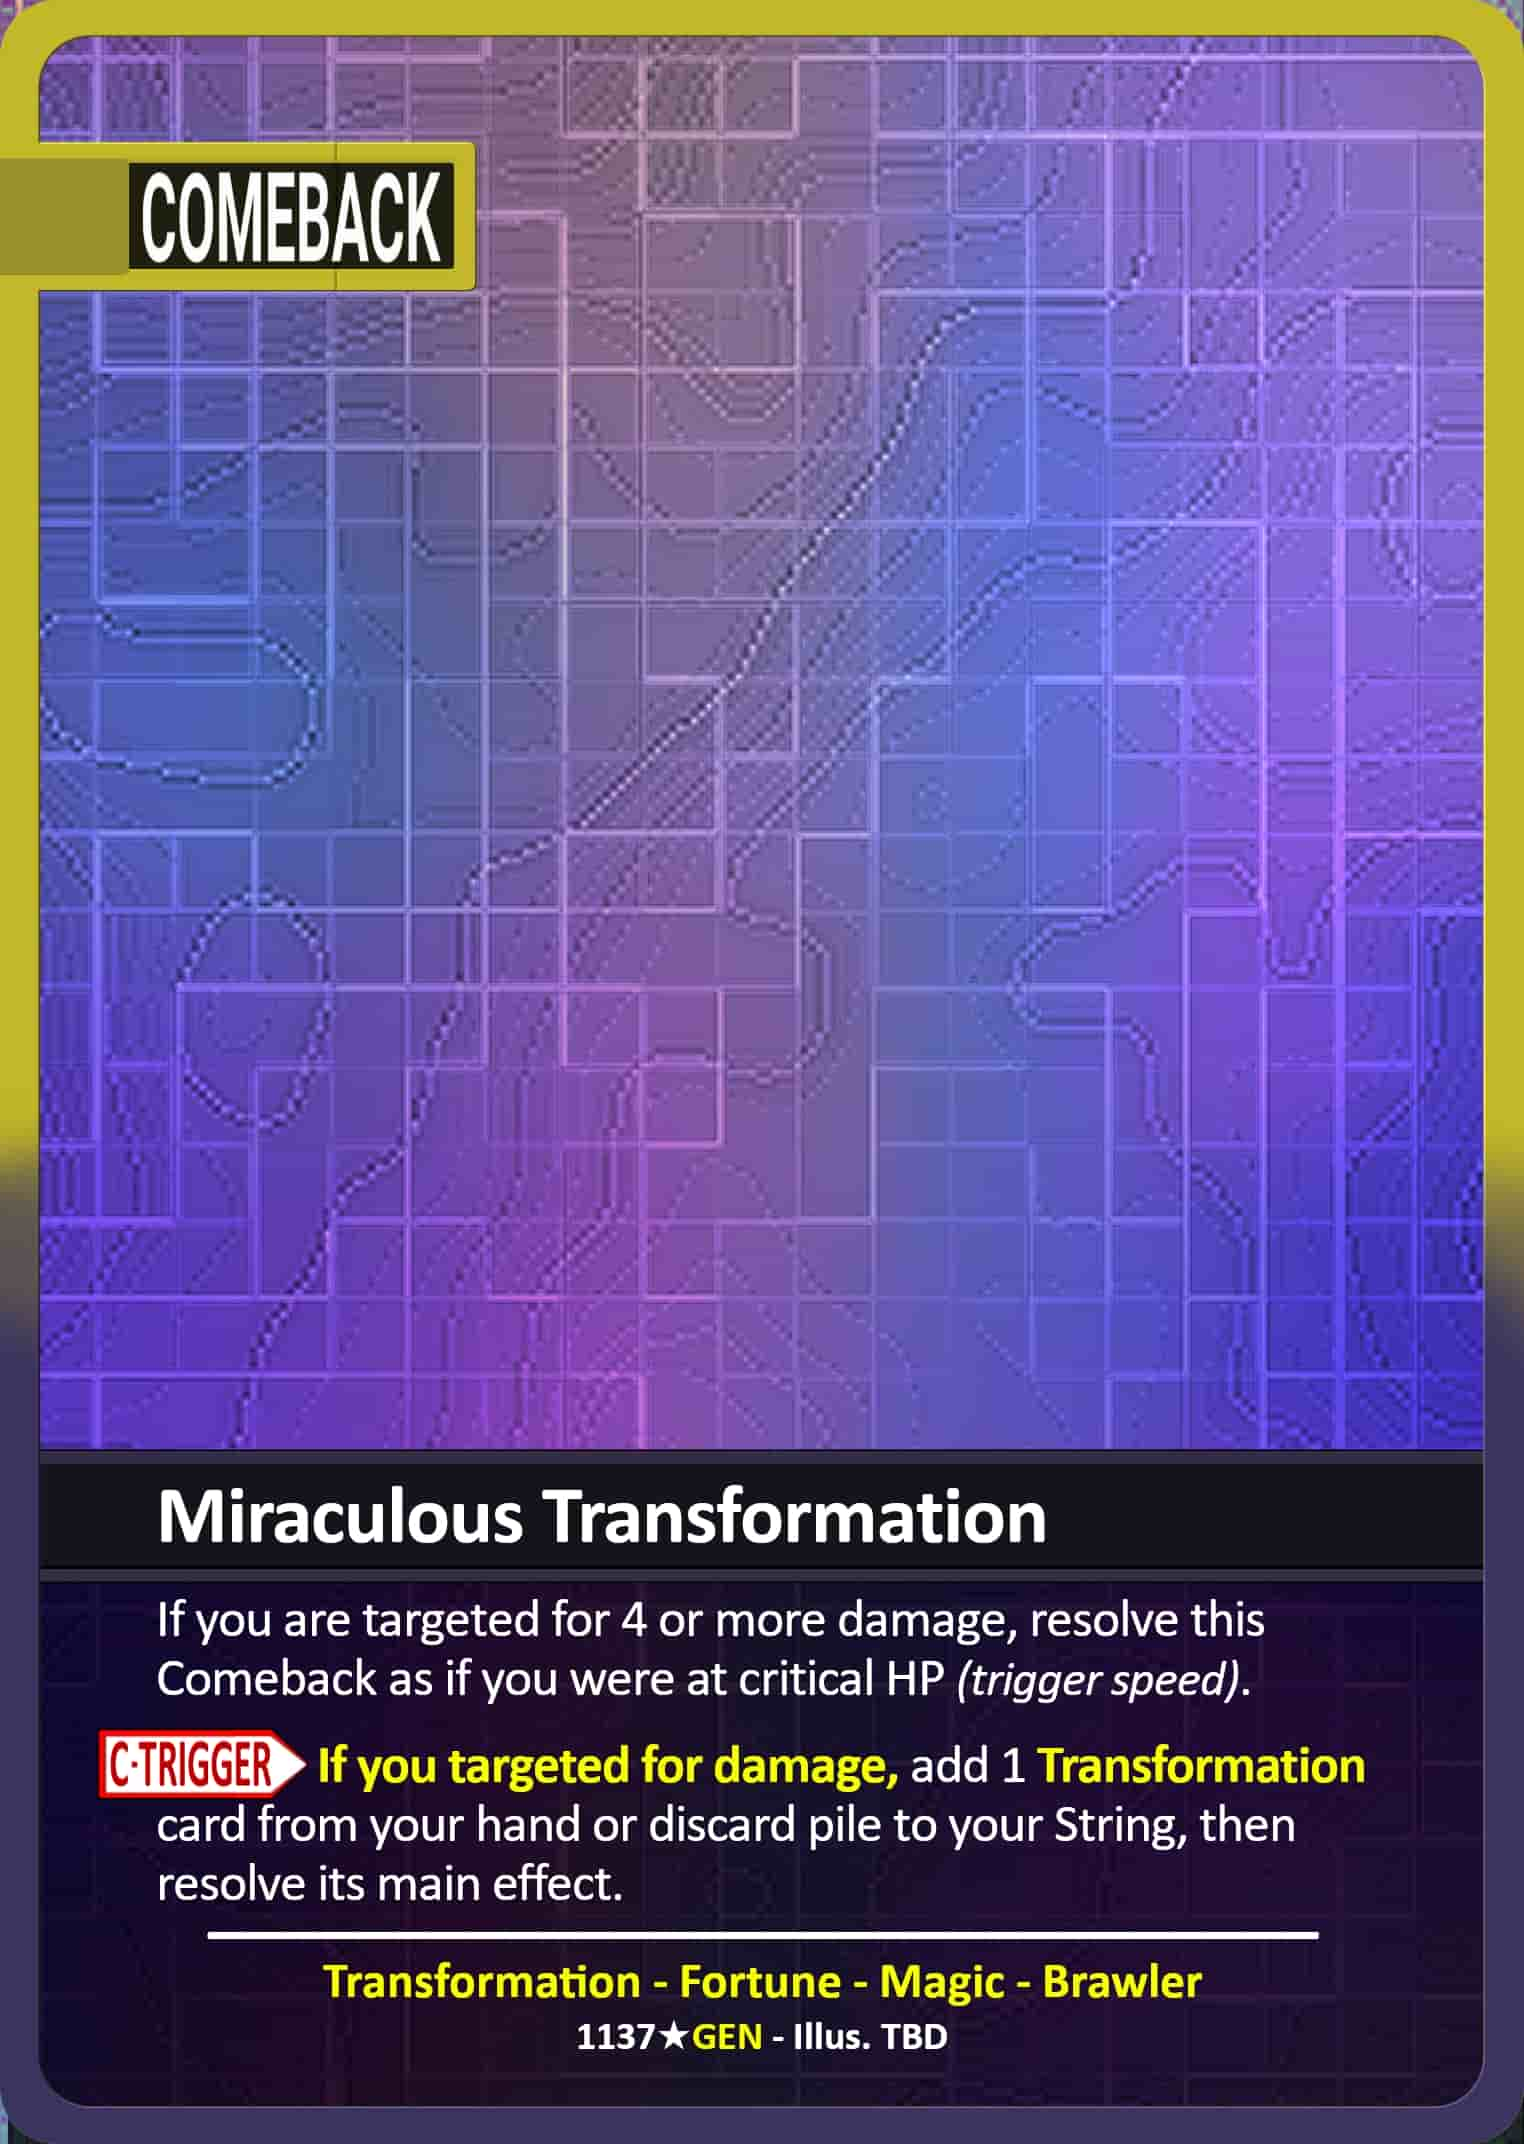 COMEBACK
Miraculous Transformation
If you are targeted for 4 or more damage, resolve this
Comeback as if you were at critical HP (trigger speed).
C-TRIGGER If you targeted for damage, add 1 Transformation
card from your hand or discard pile to your String, then
resolve its main effect.
Transformation - Fortune - Magic - Brawler
1137★GEN - Illus. TBD